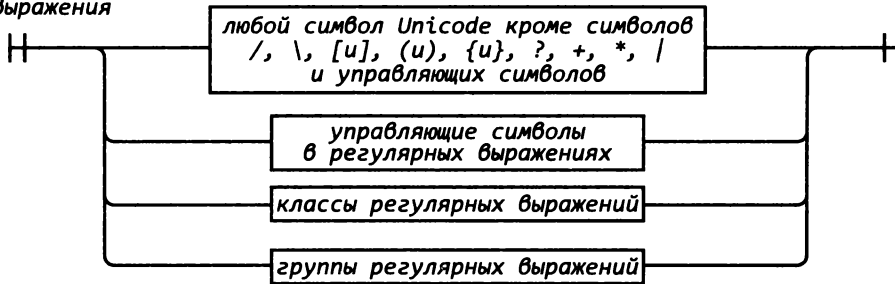 выражения
любой символ Unicode кроме символов
/, \, [и], (и), {и}, ?, +, *, |
и управляющих символов
управляющие символы
в регулярных выражениях
классы регулярных выражений
группы регулярных выражений